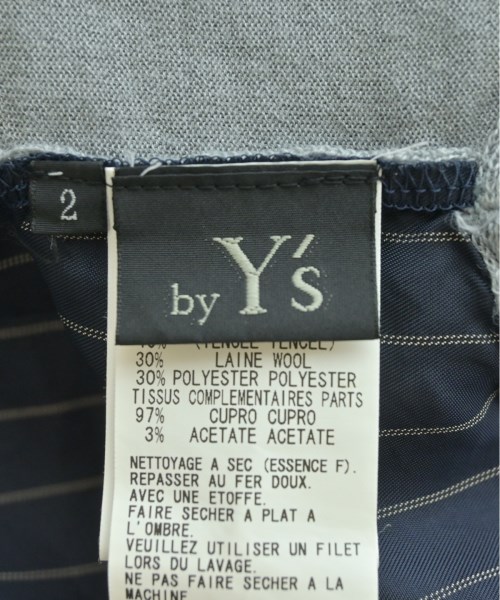 2
by Y's
(TENCEL TENCEL)
30% LAINE WOOL
30% POLYESTER POLYESTER
TISSUS COMPLEMENTAIRES PARTS
97% CUPRO CUPRO
3% ACETATE ACETATE
NETTOYAGE A SEC (ESSENCE F).
REPASSER AU FER DOUX.
AVEC UNE ETOFFE.
FAIRE SECHER A PLAT A
L'OMBRE.
VEUILLEZ UTILISER UN FILET
LORS DU LAVAGE.
NE PAS FAIRE SECHER A LA
MACHINE